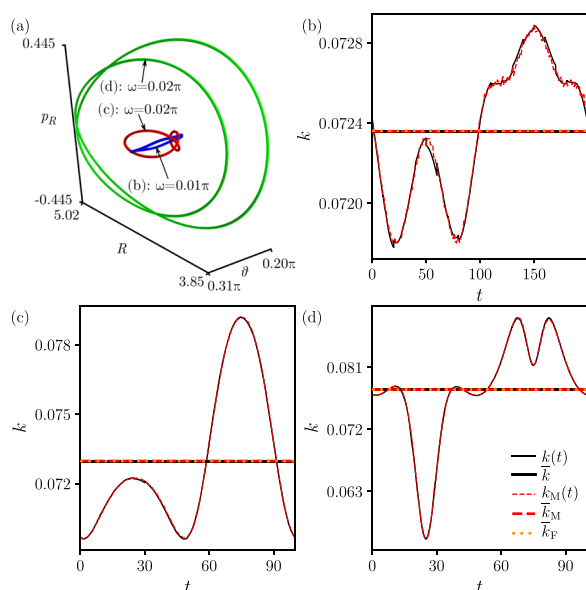 (a)
0.445
p_R
-0.445
5.02
R
3.85
0.31π
ϑ
0.20π
(d): ω=0.02π
(c): ω=0.02π
(b): ω=0.01π
(b)
k
0.0728
0.0724
0.0720
0 50 100 150
t
(c)
k
0.078
0.075
0.072
0 30 60 90
t
(d)
k
0.081
0.072
0.063
0 30 60 90
t
k(t)
k̅
k_M(t)
k̅_M
k̅_F